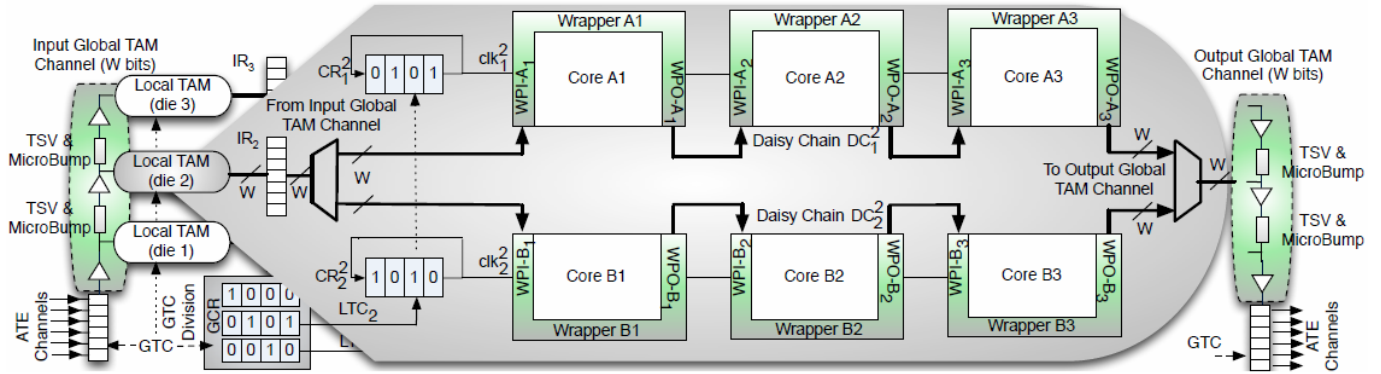 Input Global TAM
Channel (W bits)
IR3
Local TAM
(die 3)
TSV &
MicroBump
Local TAM
(die 2)
TSV &
MicroBump
Local TAM
(die 1)
IR2
W
W
From Input Global
TAM Channel
W
W
CR²₁
0 1 0 1
clk²₁
CR²₂
1 0 1 0
clk²₂
LTC2
GTC
Division
GCR
1 0 0 0
0 1 0 1
0 0 1 0
ATE
Channels
GTC
Wrapper A1
WPI-A1
Core A1
WPO-A1
Wrapper A2
WPI-A2
Core A2
WPO-A2
Wrapper A3
WPI-A3
Core A3
WPO-A3
Daisy Chain DC²₁
Daisy Chain DC²₂
WPI-B1
Core B1
WPO-B1
Wrapper B1
WPI-B2
Core B2
WPO-B2
Wrapper B2
WPI-B3
Core B3
WPO-B3
Wrapper B3
W
To Output Global
TAM Channel
W
W
Output Global TAM
Channel (W bits)
TSV &
MicroBump
TSV &
MicroBump
GTC
ATE
Channels